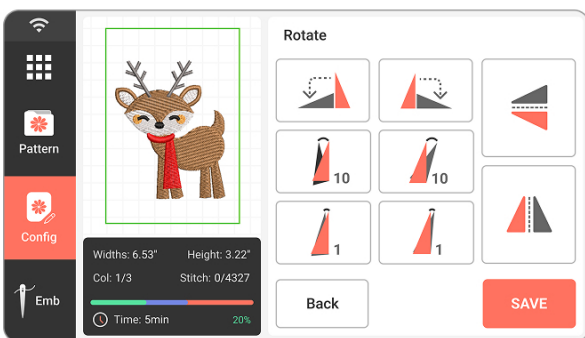 Rotate
Pattern
Config
Emb
Widths: 6.53" Height: 3.22"
Col: 1/3 Stitch: 0/4327
Time: 5min 20%
10 10
1 1
Back SAVE